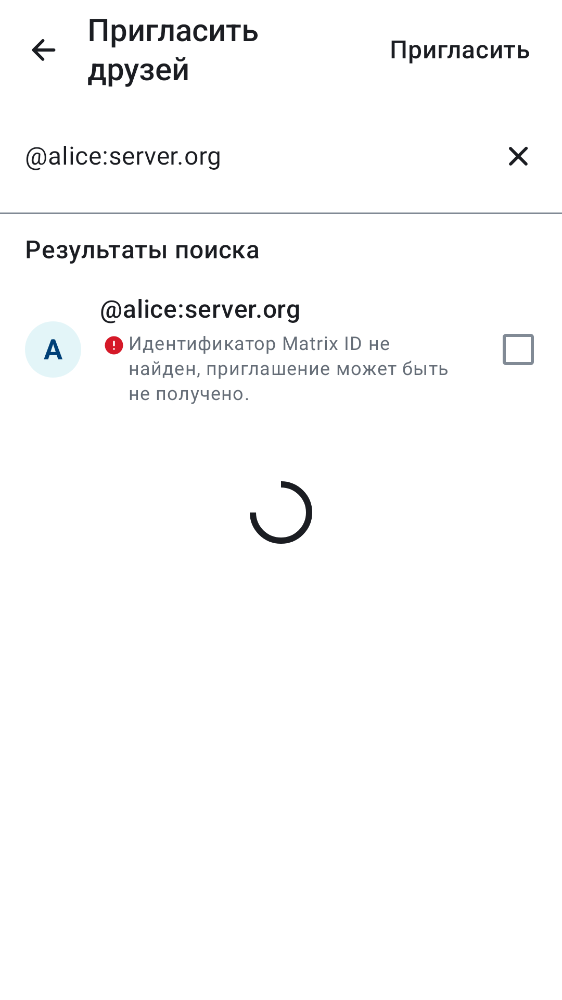 Пригласить
друзей
Пригласить
@alice:server.org
Результаты поиска
A
@alice:server.org
Идентификатор Matrix ID не
найден, приглашение может быть
не получено.